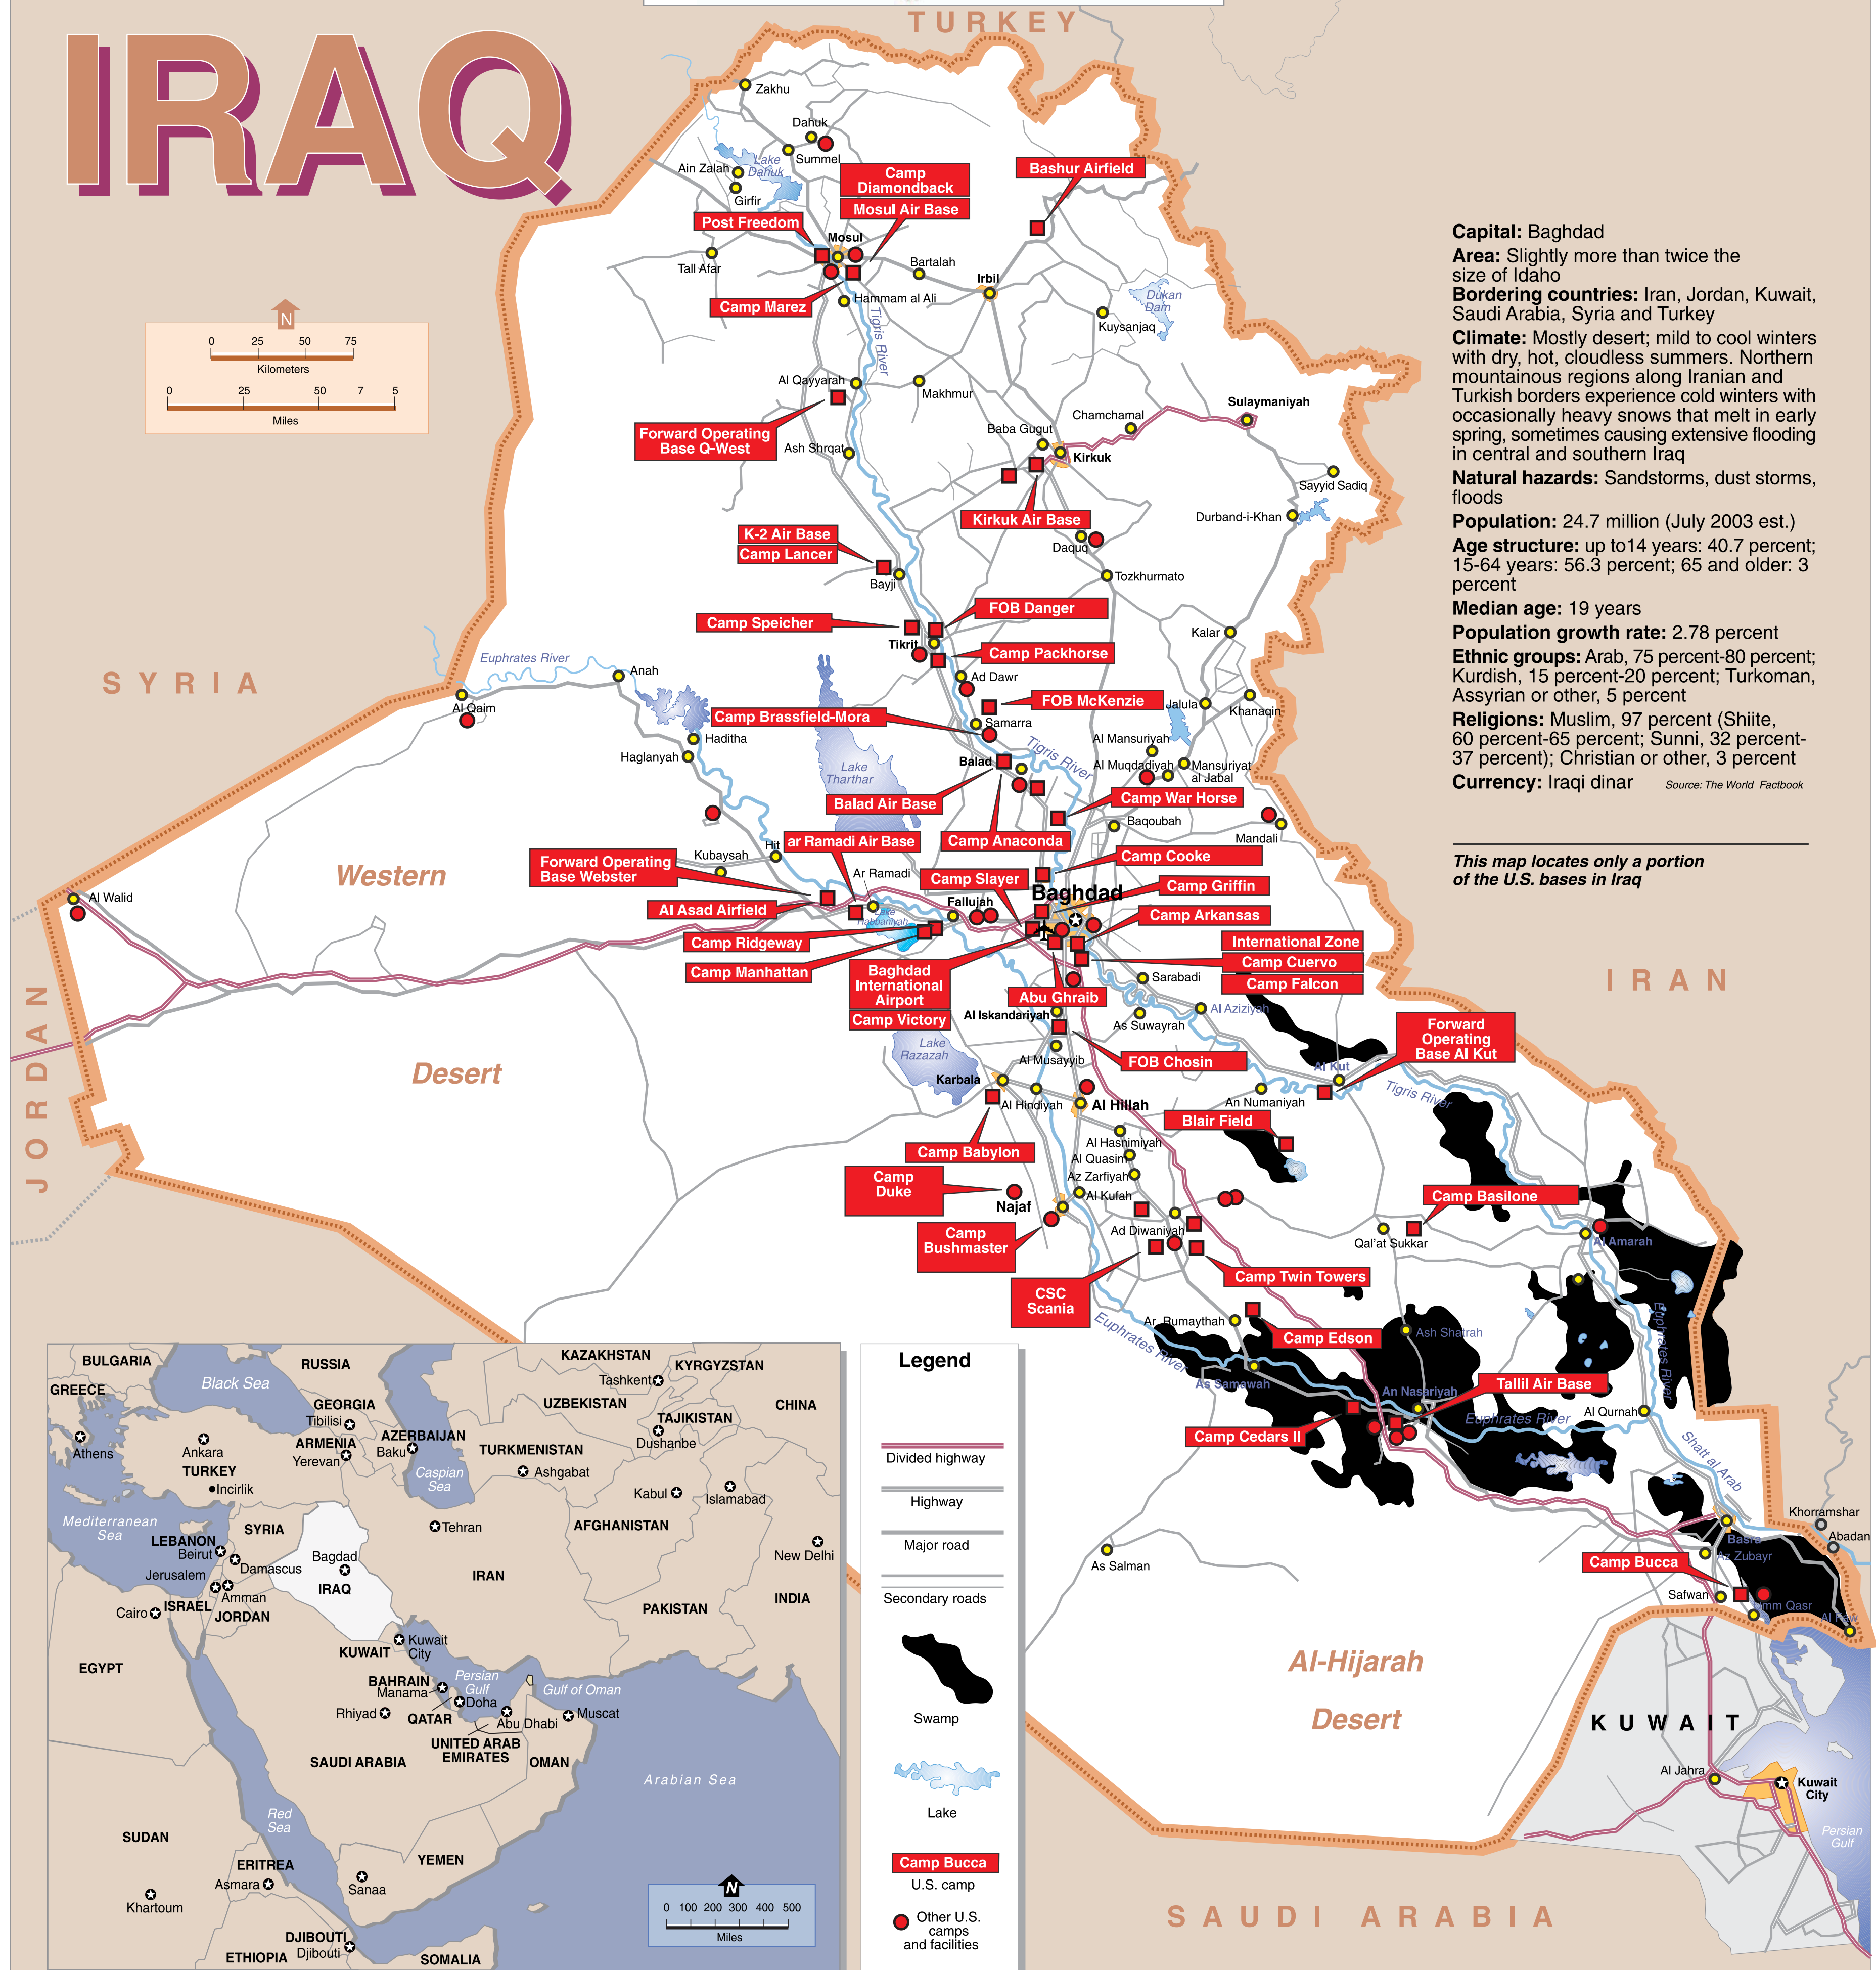 TURKEY
IRAQ
Zakhu
Dahuk
Summel
Lake
Dahuk
Ain Zalah
Girfir
Camp
Diamondback
Mosul Air Base
Bashur Airfield
Post Freedom
Mosul
Tall Afar
Bartalah
Irbil
Camp Marez
Hammam al Ali
Tigris River
Dukan
Dam
Kuysanjaq
N
0 25 50 75
Kilometers
0 25 50 7 5
Miles
Al Qayyarah
Makhmur
Forward Operating
Base Q-West
Ash Shrqat
Chamchamal
Sulaymaniyah
Baba Gugut
Kirkuk
Sayyid Sadiq
Durband-i-Khan
Kirkuk Air Base
Daquq
K-2 Air Base
Camp Lancer
Bayji
Tozkhurmato
FOB Danger
Camp Speicher
Tikrit
Camp Packhorse
Kalar
Ad Dawr
FOB McKenzie
Jalula
Khanaqin
Camp Brassfield-Mora
Samarra
Tigris River
Al Mansuriyah
Al Muqdadiyah
Mansuriyat
al Jabal
SYRIA
Euphrates River
Anah
Al Qaim
Haditha
Haglanyah
Lake
Tharthar
Balad
Balad Air Base
Camp War Horse
Camp Anaconda
Baqoubah
Mandali
ar Ramadi Air Base
Hit
Kubaysah
Forward Operating
Base Webster
Ar Ramadi
Camp Slayer
Camp Cooke
Baghdad
Camp Griffin
Al Asad Airfield
Lake
Habbaniyah
Fallujah
Camp Arkansas
Camp Ridgeway
Camp Manhattan
International Zone
Camp Cuervo
Camp Falcon
Baghdad
International
Airport
Camp Victory
Abu Ghraib
Sarabadi
Al Iskandariyah
As Suwayrah
Al Aziziyah
Western
Desert
Al Walid
JORDAN
IRAN
Lake
Razazah
Al Musayyib
FOB Chosin
Karbala
Al Hindiyah
Al Hillah
Forward
Operating
Base Al Kut
Al Kut
An Numaniyah
Tigris River
Blair Field
Camp Babylon
Al Hashimiyah
Al Quasim
Az Zarfiyah
Al Kufah
Camp
Duke
Najaf
Camp
Bushmaster
Ad Diwaniyah
Camp Basilone
Qal'at Sukkar
Al Amarah
Camp Twin Towers
CSC
Scania
Euphrates River
Ar Rumaythah
Camp Edson
Ash Shatrah
Euphrates River
As Samawah
An Nasariyah
Tallil Air Base
Camp Cedars II
Euphrates River
Al Qurnah
Shatt al Arab
Khorramshar
Abadan
Basra
Az Zubayr
Camp Bucca
Safwan
Umm Qasr
Al Faw
As Salman
Al-Hijarah
Desert
KUWAIT
Al Jahra
Kuwait
City
Persian
Gulf
SAUDI ARABIA
Capital: Baghdad
Area: Slightly more than twice the
size of Idaho
Bordering countries: Iran, Jordan, Kuwait,
Saudi Arabia, Syria and Turkey
Climate: Mostly desert; mild to cool winters
with dry, hot, cloudless summers. Northern
mountainous regions along Iranian and
Turkish borders experience cold winters with
occasionally heavy snows that melt in early
spring, sometimes causing extensive flooding
in central and southern Iraq
Natural hazards: Sandstorms, dust storms,
floods
Population: 24.7 million (July 2003 est.)
Age structure: up to14 years: 40.7 percent;
15-64 years: 56.3 percent; 65 and older: 3
percent
Median age: 19 years
Population growth rate: 2.78 percent
Ethnic groups: Arab, 75 percent-80 percent;
Kurdish, 15 percent-20 percent; Turkoman,
Assyrian or other, 5 percent
Religions: Muslim, 97 percent (Shiite,
60 percent-65 percent; Sunni, 32 percent-
37 percent); Christian or other, 3 percent
Currency: Iraqi dinar
Source: The World Factbook
This map locates only a portion
of the U.S. bases in Iraq
BULGARIA
GREECE
Black Sea
RUSSIA
GEORGIA
Tibilisi
ARMENIA
Yerevan
AZERBAIJAN
Baku
Caspian
Sea
KAZAKHSTAN
Tashkent
KYRGYZSTAN
UZBEKISTAN
TAJIKISTAN
Dushanbe
CHINA
TURKMENISTAN
Ashgabat
Athens
Ankara
TURKEY
Incirlik
Mediterranean
Sea
LEBANON
Beirut
SYRIA
Damascus
Jerusalem
Amman
ISRAEL
JORDAN
Cairo
Bagdad
IRAQ
Tehran
IRAN
Kabul
Islamabad
AFGHANISTAN
New Delhi
INDIA
PAKISTAN
EGYPT
KUWAIT
Kuwait
City
BAHRAIN
Manama
Persian
Gulf
Doha
QATAR
Gulf of Oman
Abu Dhabi
Muscat
Rhiyad
UNITED ARAB
EMIRATES
OMAN
SAUDI ARABIA
Arabian Sea
Red
Sea
SUDAN
Khartoum
ERITREA
Asmara
YEMEN
Sanaa
DJIBOUTI
Djibouti
ETHIOPIA
SOMALIA
N
0 100 200 300 400 500
Miles
Legend
Divided highway
Highway
Major road
Secondary roads
Swamp
Lake
Camp Bucca
U.S. camp
Other U.S.
camps
and facilities